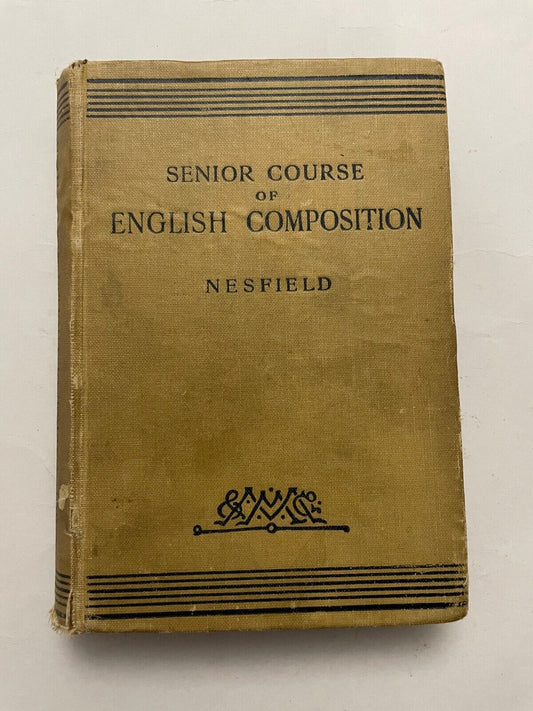 SENIOR COURSE
OF
ENGLISH COMPOSITION
NESFIELD